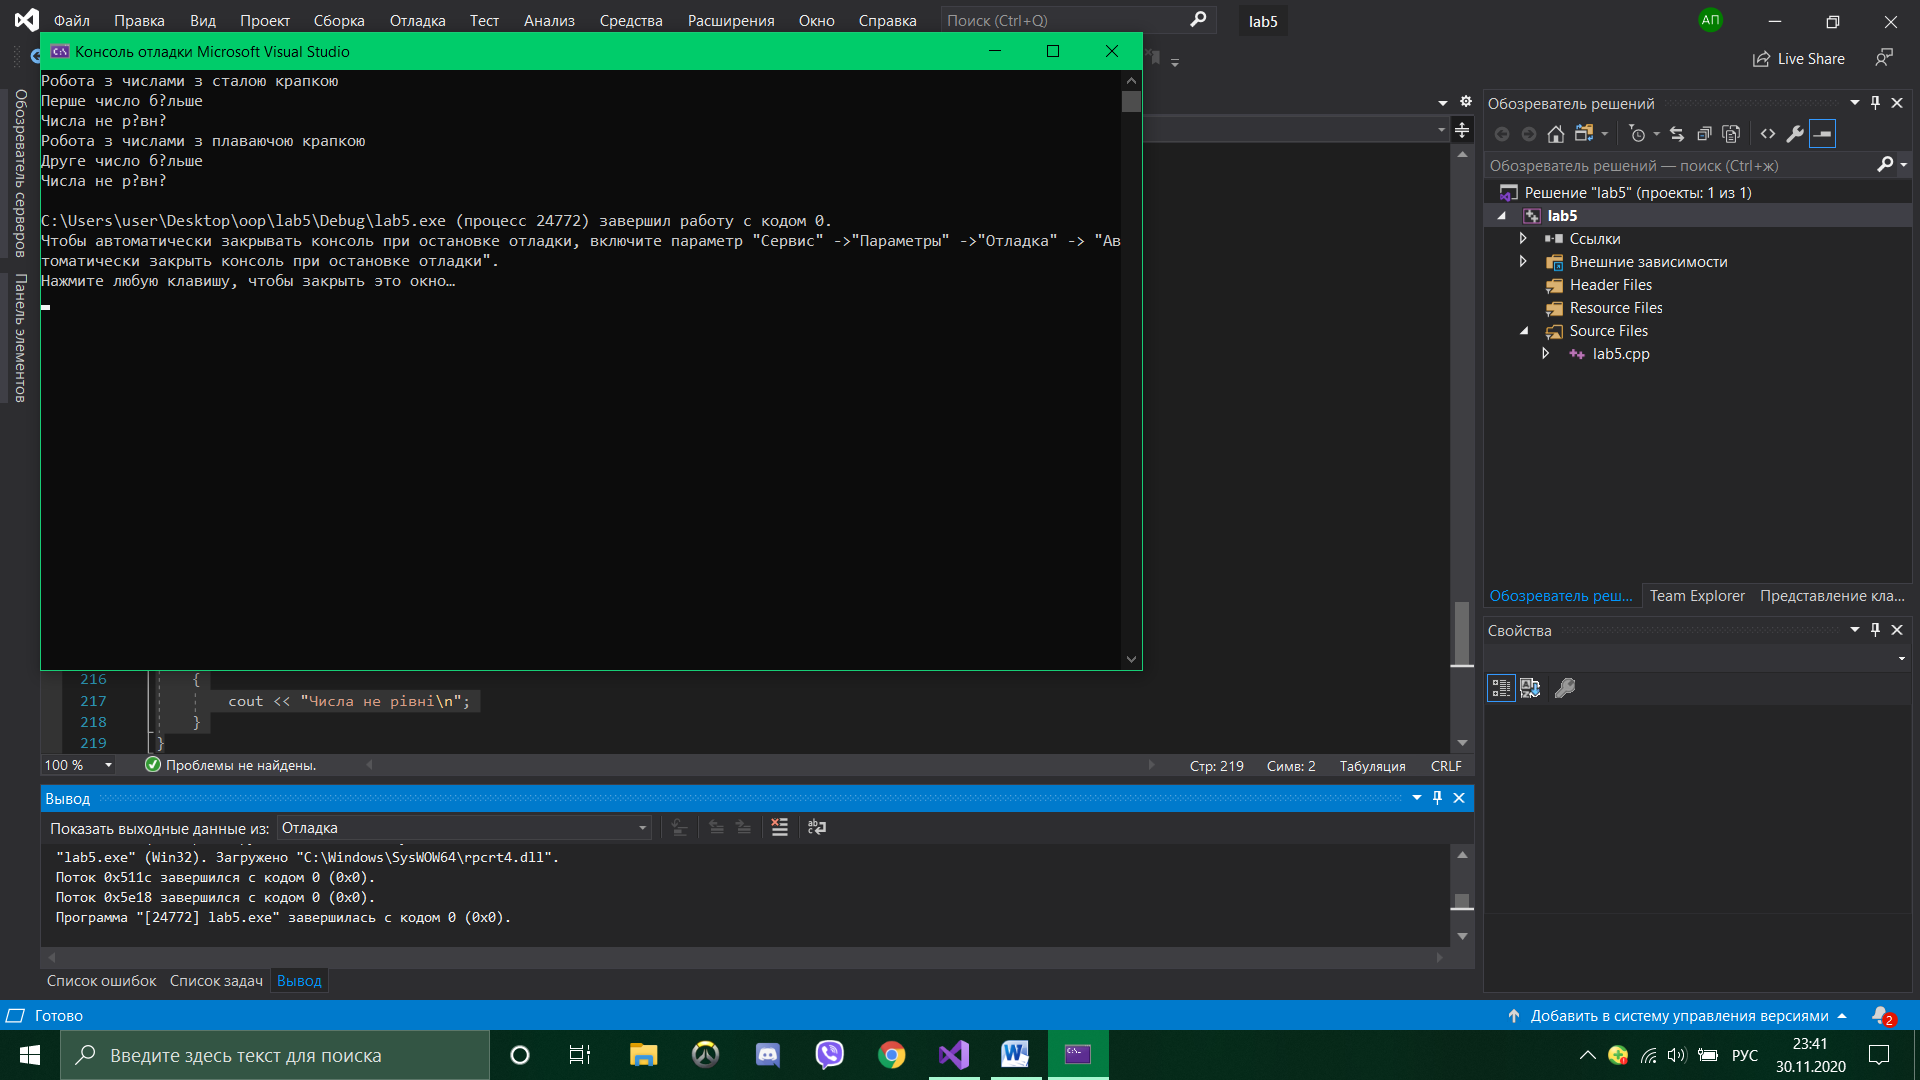 Файл Правка Вид Проект Сборка Отладка Тест Анализ Средства Расширения Окно Справка Поиск (Ctrl+Q) lab5 АП
Live Share
Консоль отладки Microsoft Visual Studio
Робота з числами з сталою крапкою
Перше число б?льше
Числа не р?вн?
Робота з числами з плаваючою крапкою
Друге число б?льше
Числа не р?вн?
C:\Users\user\Desktop\oop\lab5\Debug\lab5.exe (процесс 24772) завершил работу с кодом 0.
Чтобы автоматически закрывать консоль при остановке отладки, включите параметр "Сервис" ->"Параметры" ->"Отладка" -> "Ав
томатически закрыть консоль при остановке отладки".
Нажмите любую клавишу, чтобы закрыть это окно…
Обозреватель серверов
Панель элементов
216 {
217 cout << "Числа не рівні\n";
218 }
219 }
100 % Проблемы не найдены. Стр: 219 Симв: 2 Табуляция CRLF
Вывод
Показать выходные данные из: Отладка
"lab5.exe" (Win32). Загружено "C:\Windows\SysWOW64\rpcrt4.dll".
Поток 0x511c завершился с кодом 0 (0x0).
Поток 0x5e18 завершился с кодом 0 (0x0).
Программа "[24772] lab5.exe" завершилась с кодом 0 (0x0).
Список ошибок Список задач Вывод
Обозреватель решений
Обозреватель решений — поиск (Ctrl+ж)
Решение "lab5" (проекты: 1 из 1)
lab5
Ссылки
Внешние зависимости
Header Files
Resource Files
Source Files
lab5.cpp
Обозреватель реш... Team Explorer Представление кла...
Свойства
Готово
Добавить в систему управления версиями 2
Введите здесь текст для поиска
РУС 23:41
30.11.2020